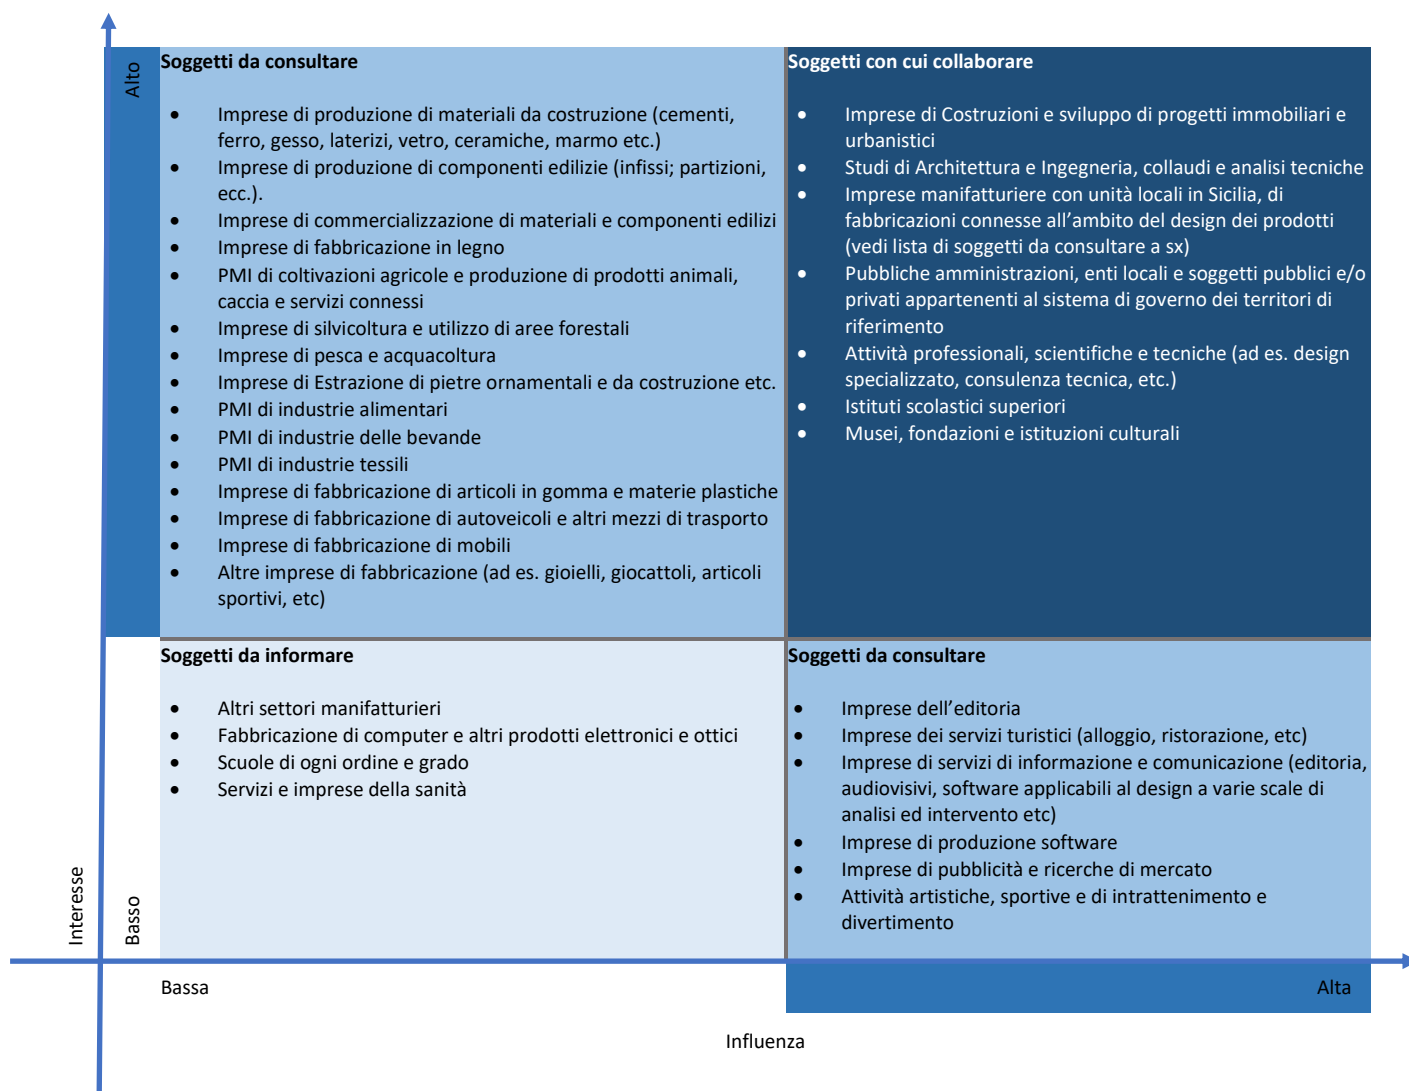 Alto
Soggetti da consultare
• Imprese di produzione di materiali da costruzione (cementi,
ferro, gesso, laterizi, vetro, ceramiche, marmo etc.)
• Imprese di produzione di componenti edilizie (infissi; partizioni,
ecc.).
• Imprese di commercializzazione di materiali e componenti edilizi
• Imprese di fabbricazione in legno
• PMI di coltivazioni agricole e produzione di prodotti animali,
caccia e servizi connessi
• Imprese di silvicoltura e utilizzo di aree forestali
• Imprese di pesca e acquacoltura
• Imprese di Estrazione di pietre ornamentali e da costruzione etc.
• PMI di industrie alimentari
• PMI di industrie delle bevande
• PMI di industrie tessili
• Imprese di fabbricazione di articoli in gomma e materie plastiche
• Imprese di fabbricazione di autoveicoli e altri mezzi di trasporto
• Imprese di fabbricazione di mobili
• Altre imprese di fabbricazione (ad es. gioielli, giocattoli, articoli
sportivi, etc)
Soggetti con cui collaborare
• Imprese di Costruzioni e sviluppo di progetti immobiliari e
urbanistici
• Studi di Architettura e Ingegneria, collaudi e analisi tecniche
• Imprese manifatturiere con unità locali in Sicilia, di
fabbricazioni connesse all’ambito del design dei prodotti
(vedi lista di soggetti da consultare a sx)
• Pubbliche amministrazioni, enti locali e soggetti pubblici e/o
privati appartenenti al sistema di governo dei territori di
riferimento
• Attività professionali, scientifiche e tecniche (ad es. design
specializzato, consulenza tecnica, etc.)
• Istituti scolastici superiori
• Musei, fondazioni e istituzioni culturali
Interesse
Basso
Soggetti da informare
• Altri settori manifatturieri
• Fabbricazione di computer e altri prodotti elettronici e ottici
• Scuole di ogni ordine e grado
• Servizi e imprese della sanità
Soggetti da consultare
• Imprese dell’editoria
• Imprese dei servizi turistici (alloggio, ristorazione, etc)
• Imprese di servizi di informazione e comunicazione (editoria,
audiovisivi, software applicabili al design a varie scale di
analisi ed intervento etc)
• Imprese di produzione software
• Imprese di pubblicità e ricerche di mercato
• Attività artistiche, sportive e di intrattenimento e
divertimento
Bassa
Alta
Influenza